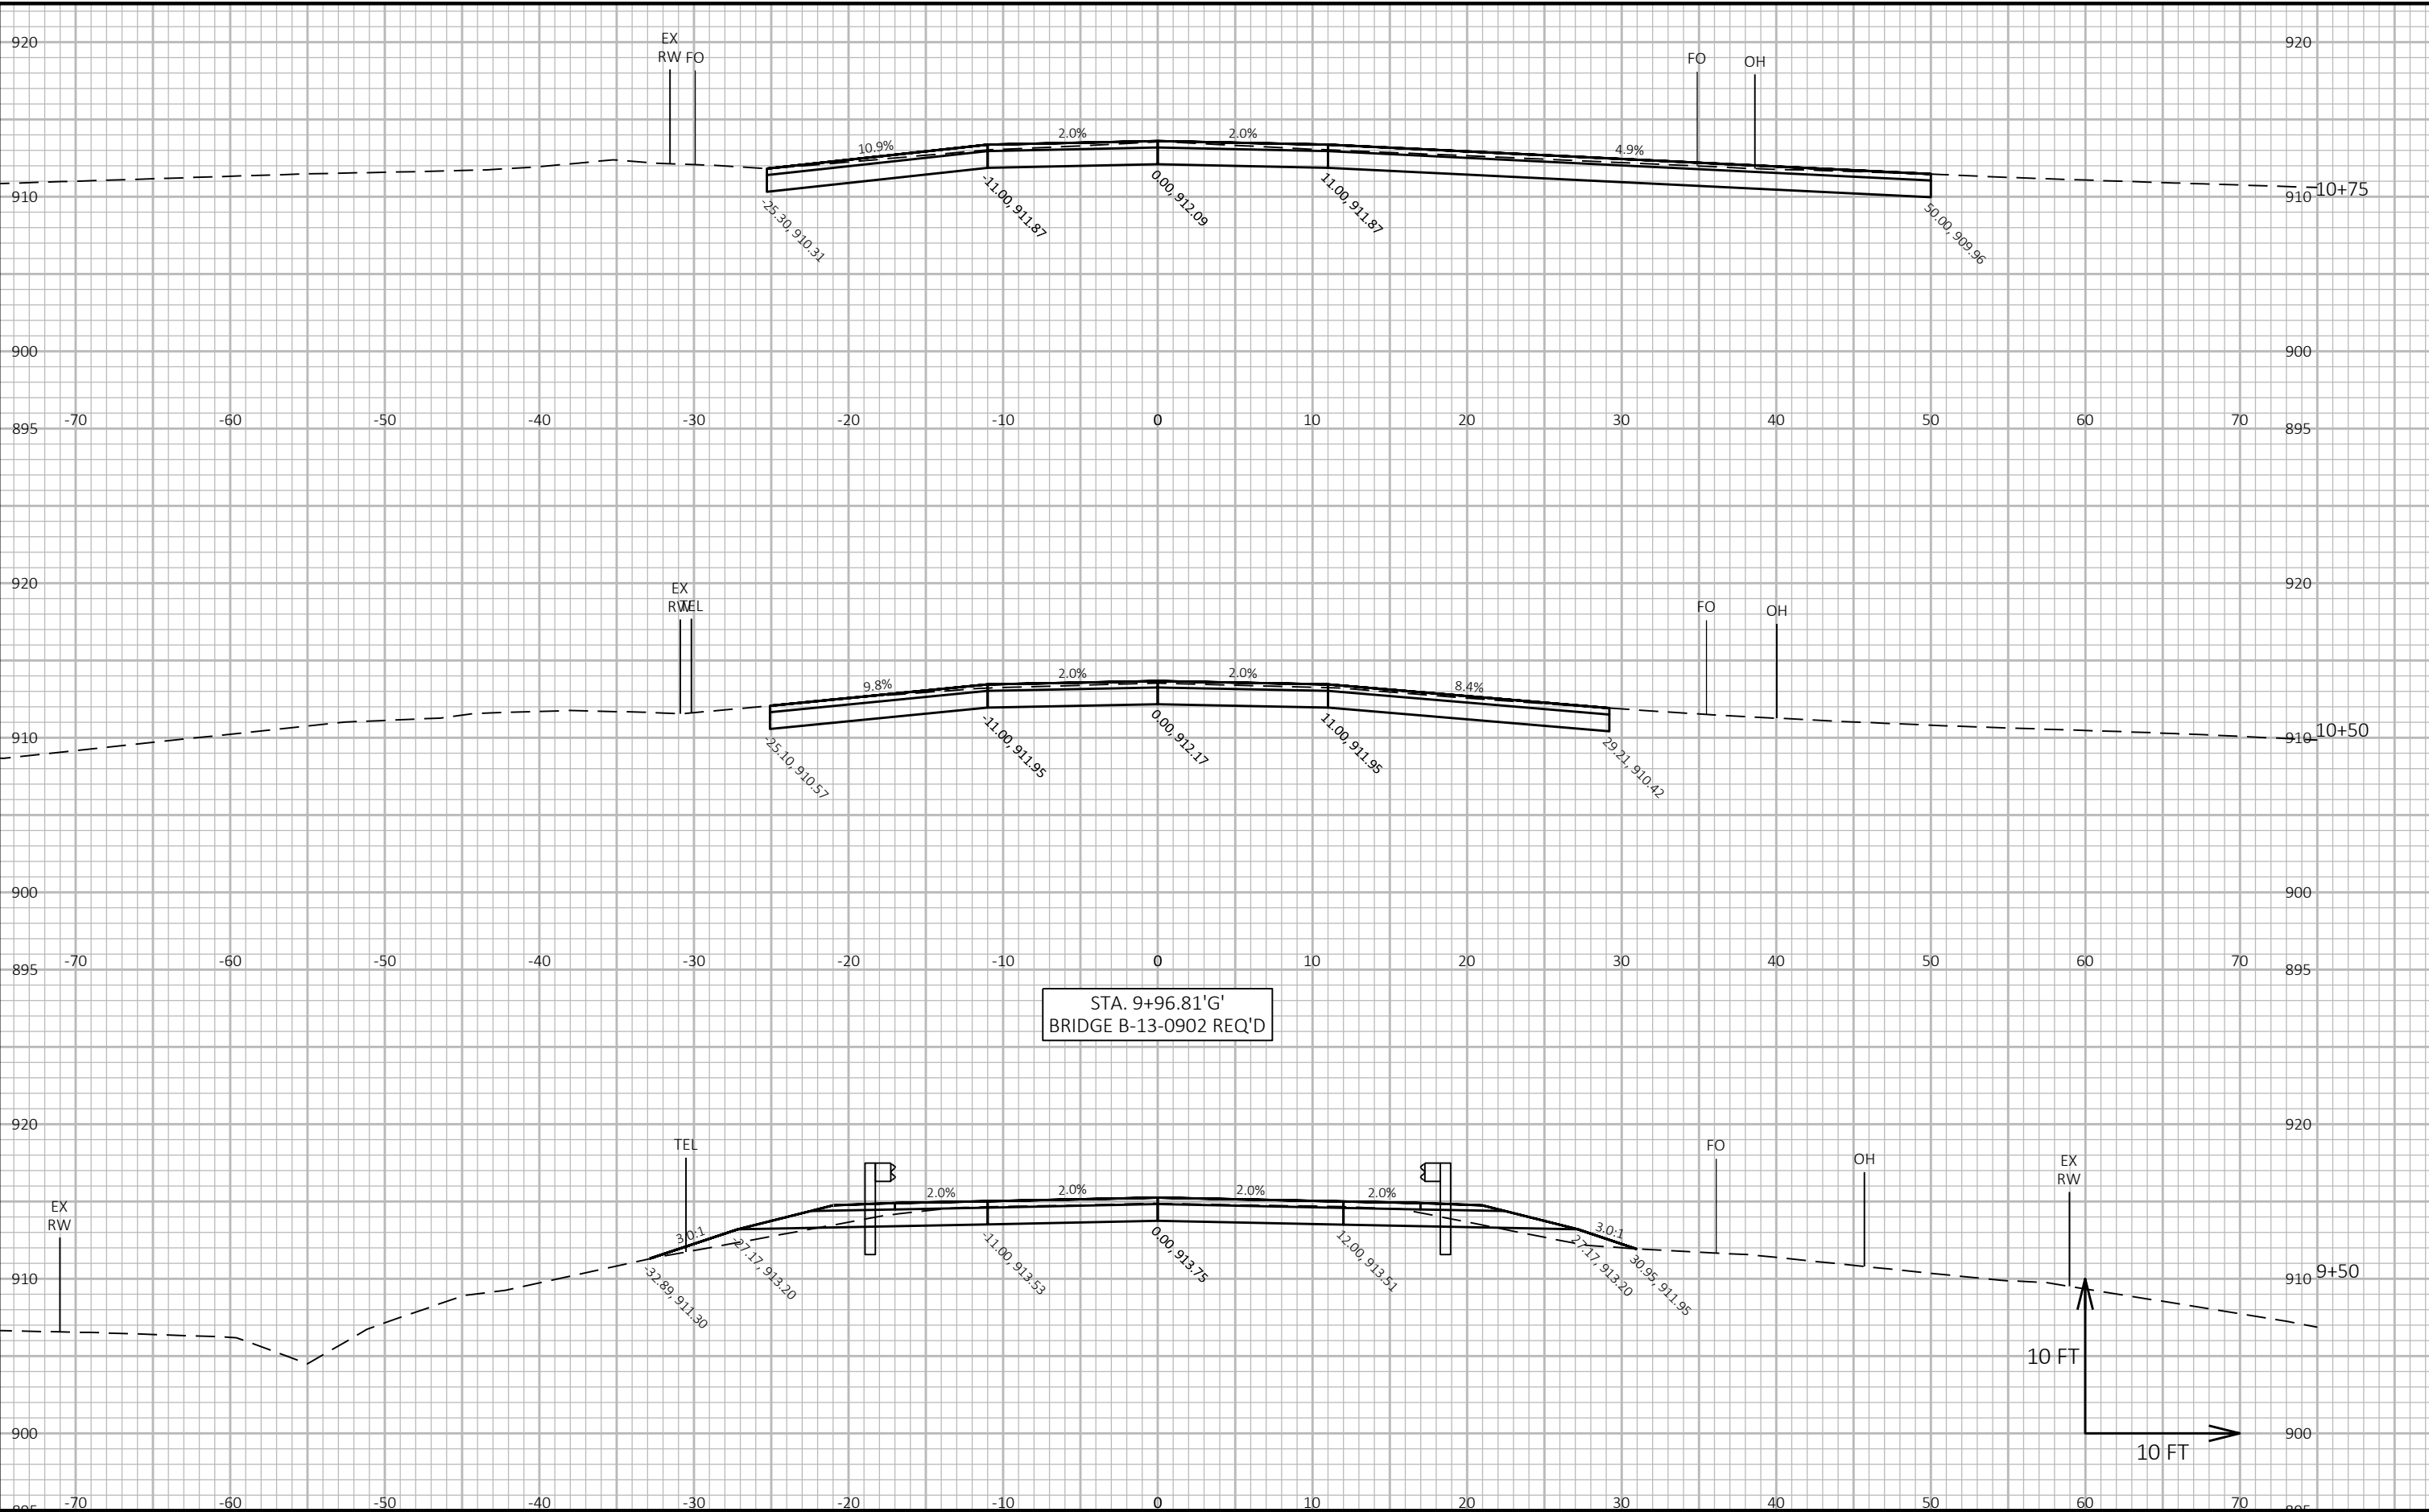 EX
RW FO
FO
OH
920
920
10.9%
2.0%
2.0%
4.9%
910
910
10+75
-25.30, 910.31
-11.00, 911.87
0.00, 912.09
11.00, 911.87
50.00, 909.96
900
900
-70 -60 -50 -40 -30 -20 -10 0 10 20 30 40 50 60 70
895
895
EX
RW TEL
FO
OH
920
920
9.8%
2.0%
2.0%
8.4%
910
910
10+50
-25.10, 910.57
-11.00, 911.95
0.00, 912.17
11.00, 911.95
29.21, 910.42
900
900
-70 -60 -50 -40 -30 -20 -10 0 10 20 30 40 50 60 70
895
895
STA. 9+96.81'G'
BRIDGE B-13-0902 REQ'D
920
920
EX
RW
TEL
FO
OH
EX
RW
2.0%
2.0%
2.0%
2.0%
3.0:1
3.0:1
910
910
9+50
-32.89, 911.30
-27.17, 913.20
-11.00, 913.53
0.00, 913.75
12.00, 913.51
27.17, 913.20
30.95, 911.95
10 FT
900
900
10 FT
-70 -60 -50 -40 -30 -20 -10 0 10 20 30 40 50 60 70
895
895